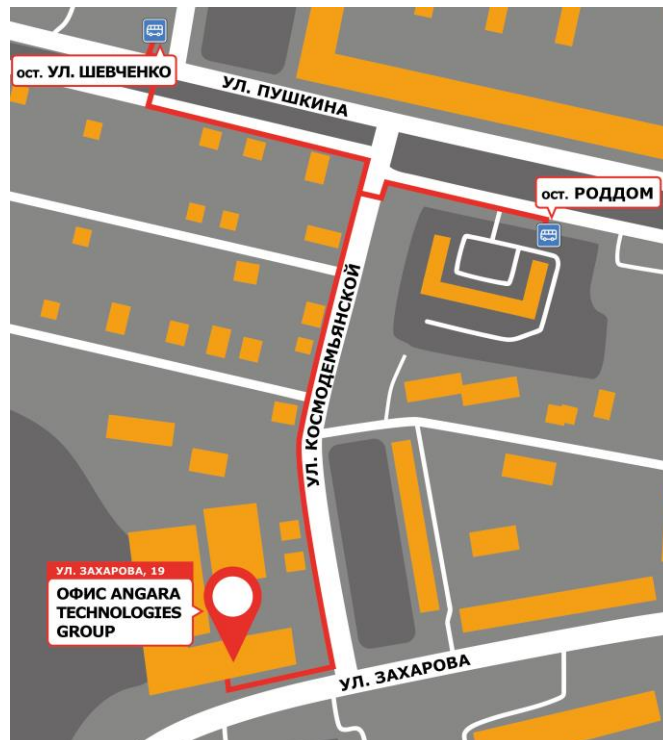 ост. УЛ. ШЕВЧЕНКО
УЛ. ПУШКИНА
ост. РОДДОМ
УЛ. КОСМОДЕМЬЯНСКОЙ
УЛ. ЗАХАРОВА, 19
ОФИС ANGARA
TECHNOLOGIES
GROUP
УЛ. ЗАХАРОВА